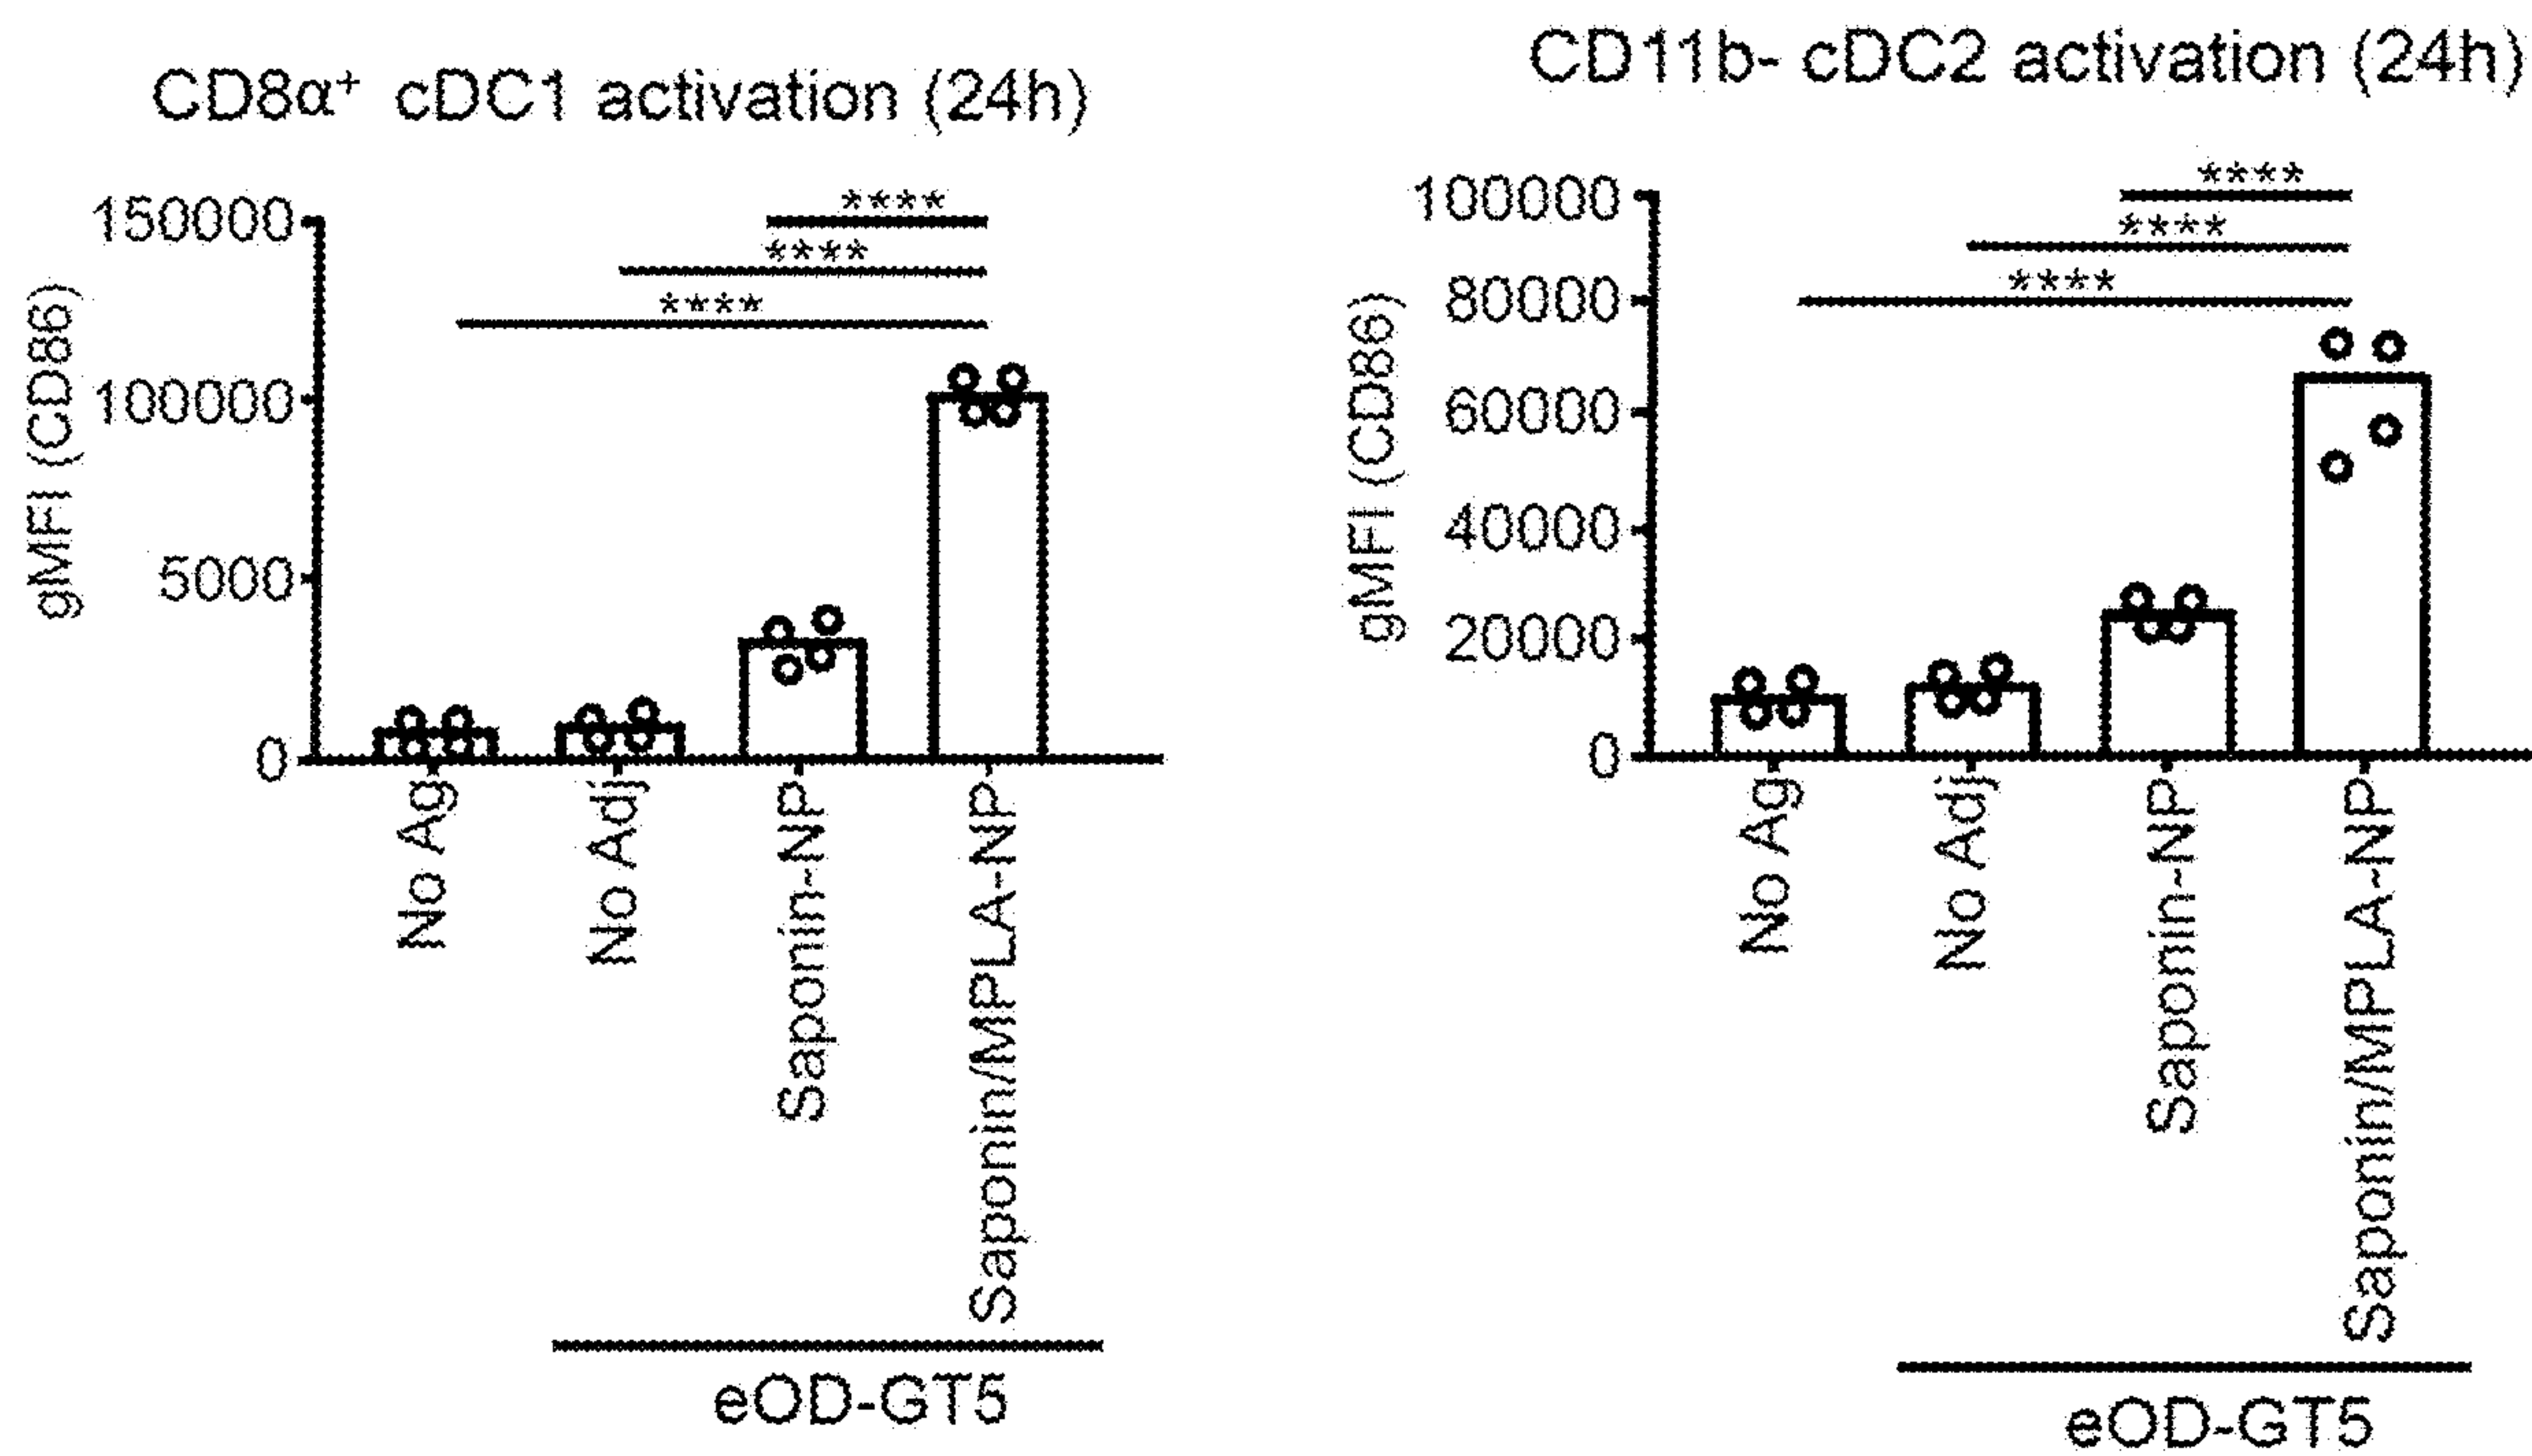 CD8α⁺ cDC1 activation (24h)
gMFI (CD86)
150000
100000
5000
0
****
****
****
No Ag
No Adj
Saponin-NP
Saponin/MPLA-NP
eOD-GT5
CD11b- cDC2 activation (24h)
gMFI (CD86)
100000
80000
60000
40000
20000
0
****
****
****
No Ag
No Adj
Saponin-NP
Saponin/MPLA-NP
eOD-GT5